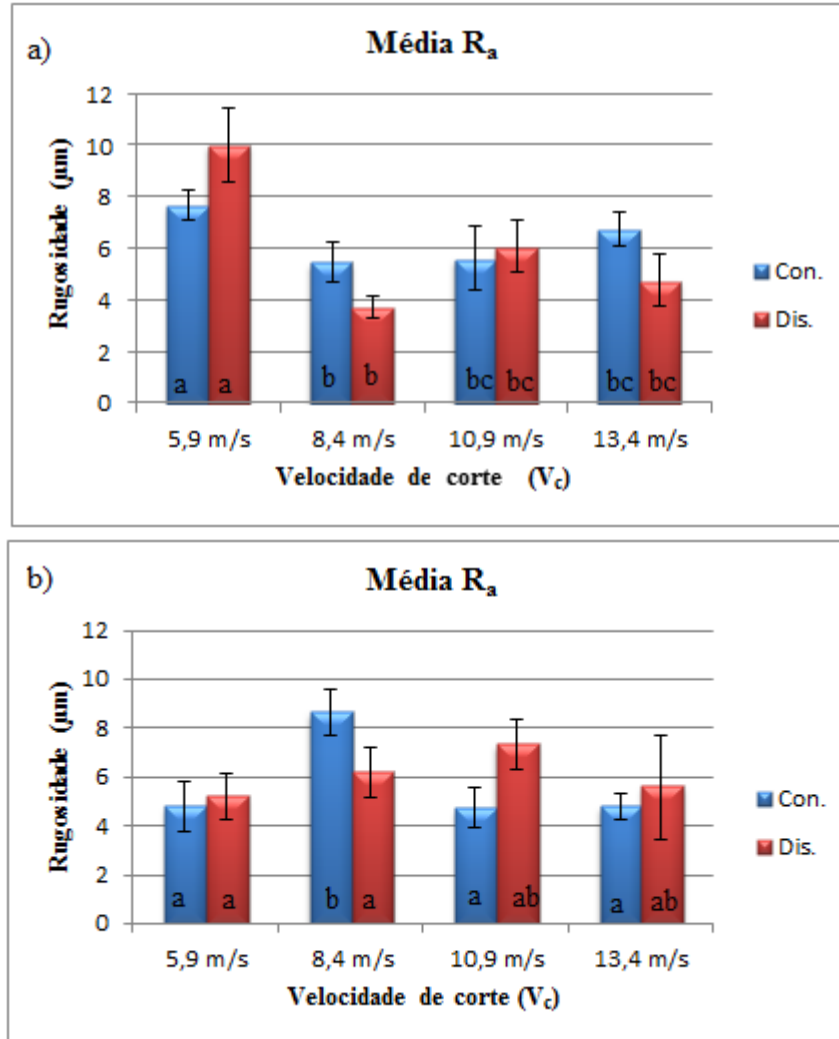 a)
Média Ra
12
10
8
6
4
2
0
Rugosidade (µm)
a a b b bc bc bc bc
5,9 m/s 8,4 m/s 10,9 m/s 13,4 m/s
Velocidade de corte (Vc)
Con.
Dis.
b)
Média Ra
12
10
8
6
4
2
0
Rugosidade (µm)
a a b a a ab a ab
5,9 m/s 8,4 m/s 10,9 m/s 13,4 m/s
Velocidade de corte (Vc)
Con.
Dis.